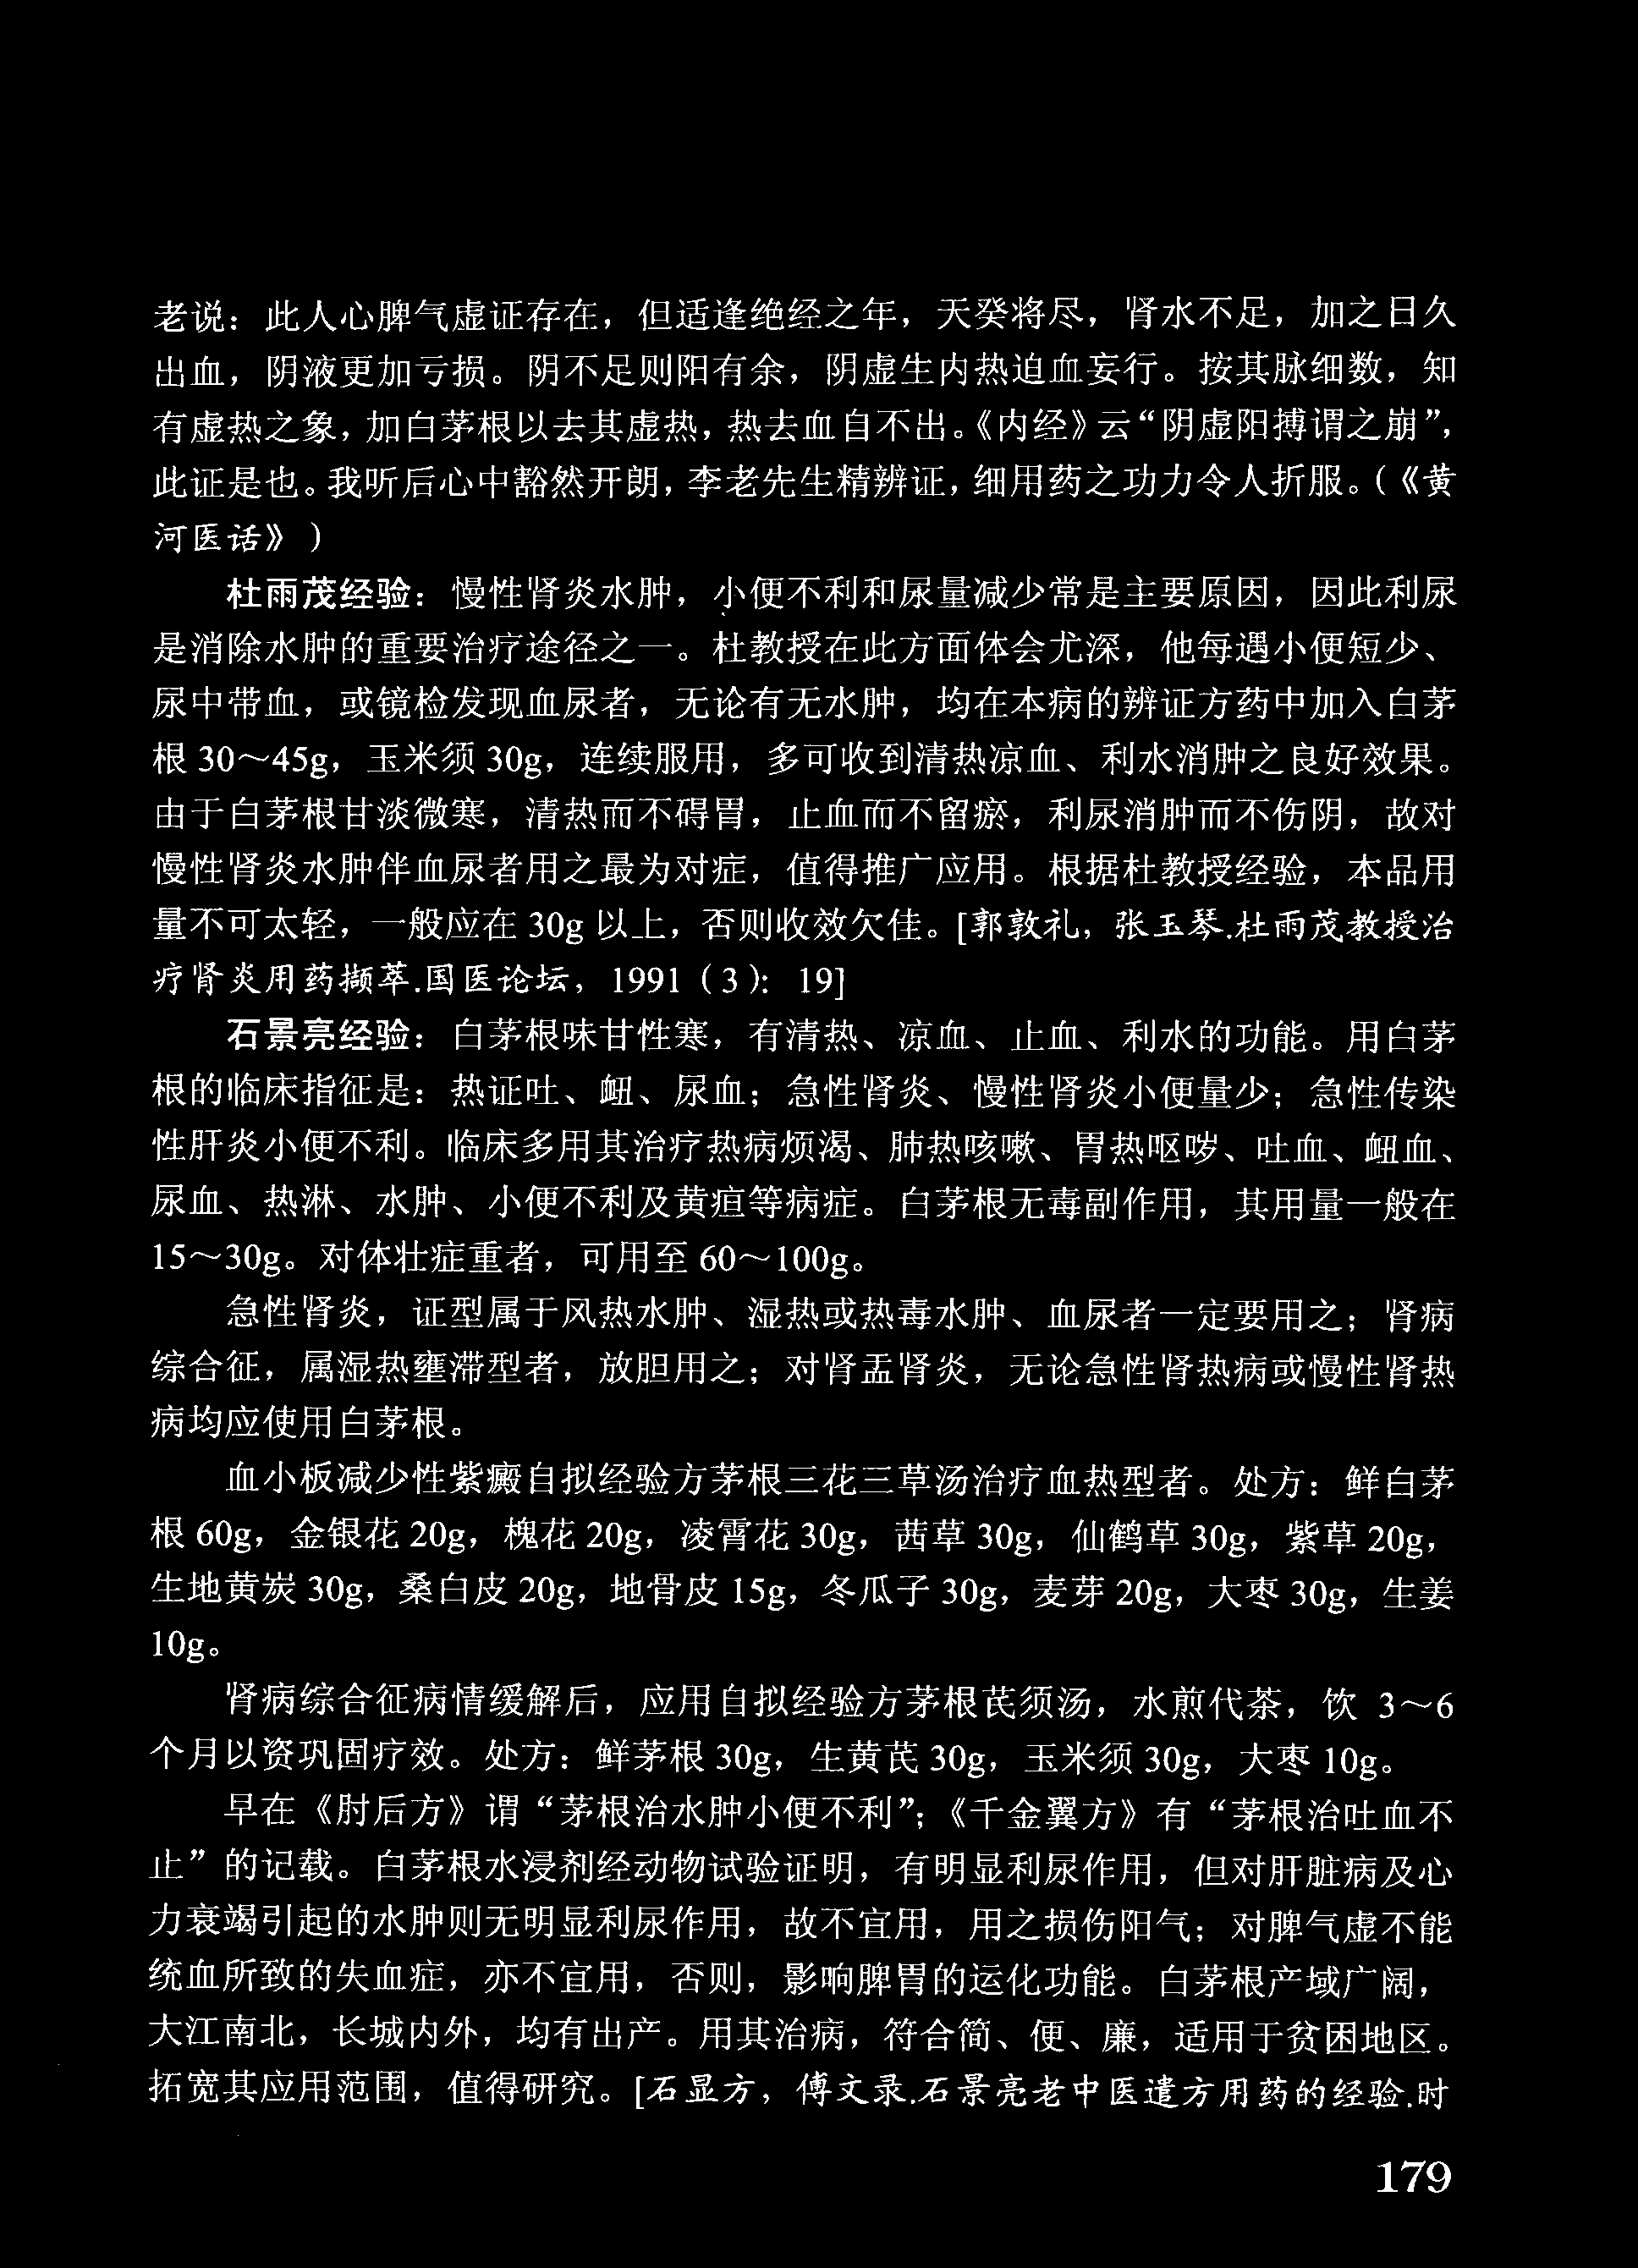 老说：此人心脾气虚证存在，但适逢绝经之年，天癸将尽，肾水不足，加之日久
出血，阴液更加亏损。阴不足则阳有余，阴虚生内热迫血妄行。按其脉细数，知
有虚热之象，加白茅根以去其虚热，热去血自不出。《内经》云“阴虚阳搏谓之崩”，
此证是也。我听后心中豁然开朗，李老先生精辨证，细用药之功力令人折服。（《黄
河医话》）
杜雨茂经验：慢性肾炎水肿，小便不利和尿量减少常是主要原因，因此利尿
是消除水肿的重要治疗途径之一。杜教授在此方面体会尤深，他每遇小便短少、
尿中带血，或镜检发现血尿者，无论有无水肿，均在本病的辨证方药中加入白茅
根 30～45g，玉米须 30g，连续服用，多可收到清热凉血、利水消肿之良好效果。
由于白茅根甘淡微寒，清热而不碍胃，止血而不留瘀，利尿消肿而不伤阴，故对
慢性肾炎水肿伴血尿者用之最为对症，值得推广应用。根据杜教授经验，本品用
量不可太轻，一般应在 30g 以上，否则收效欠佳。[郭敦礼，张玉琴.杜雨茂教授治
疗肾炎用药撷萃.国医论坛，1991（3）：19]
石景亮经验：白茅根味甘性寒，有清热、凉血、止血、利水的功能。用白茅
根的临床指征是：热证吐、衄、尿血；急性肾炎、慢性肾炎小便量少；急性传染
性肝炎小便不利。临床多用其治疗热病烦渴、肺热咳嗽、胃热呕哕、吐血、衄血、
尿血、热淋、水肿、小便不利及黄疸等病症。白茅根无毒副作用，其用量一般在
15～30g。对体壮症重者，可用至 60～100g。
急性肾炎，证型属于风热水肿、湿热或热毒水肿、血尿者一定要用之；肾病
综合征，属湿热壅滞型者，放胆用之；对肾盂肾炎，无论急性肾热病或慢性肾热
病均应使用白茅根。
血小板减少性紫癜自拟经验方茅根三花三草汤治疗血热型者。处方：鲜白茅
根 60g，金银花 20g，槐花 20g，凌霄花 30g，茜草 30g，仙鹤草 30g，紫草 20g，
生地黄炭 30g，桑白皮 20g，地骨皮 15g，冬瓜子 30g，麦芽 20g，大枣 30g，生姜
10g。
肾病综合征病情缓解后，应用自拟经验方茅根芪须汤，水煎代茶，饮 3～6
个月以资巩固疗效。处方：鲜茅根 30g，生黄芪 30g，玉米须 30g，大枣 10g。
早在《肘后方》谓“茅根治水肿小便不利”；《千金翼方》有“茅根治吐血不
止”的记载。白茅根水浸剂经动物试验证明，有明显利尿作用，但对肝脏病及心
力衰竭引起的水肿则无明显利尿作用，故不宜用，用之损伤阳气；对脾气虚不能
统血所致的失血症，亦不宜用，否则，影响脾胃的运化功能。白茅根产域广阔，
大江南北，长城内外，均有出产。用其治病，符合简、便、廉，适用于贫困地区。
拓宽其应用范围，值得研究。[石显方，傅文录.石景亮老中医遣方用药的经验.时
179